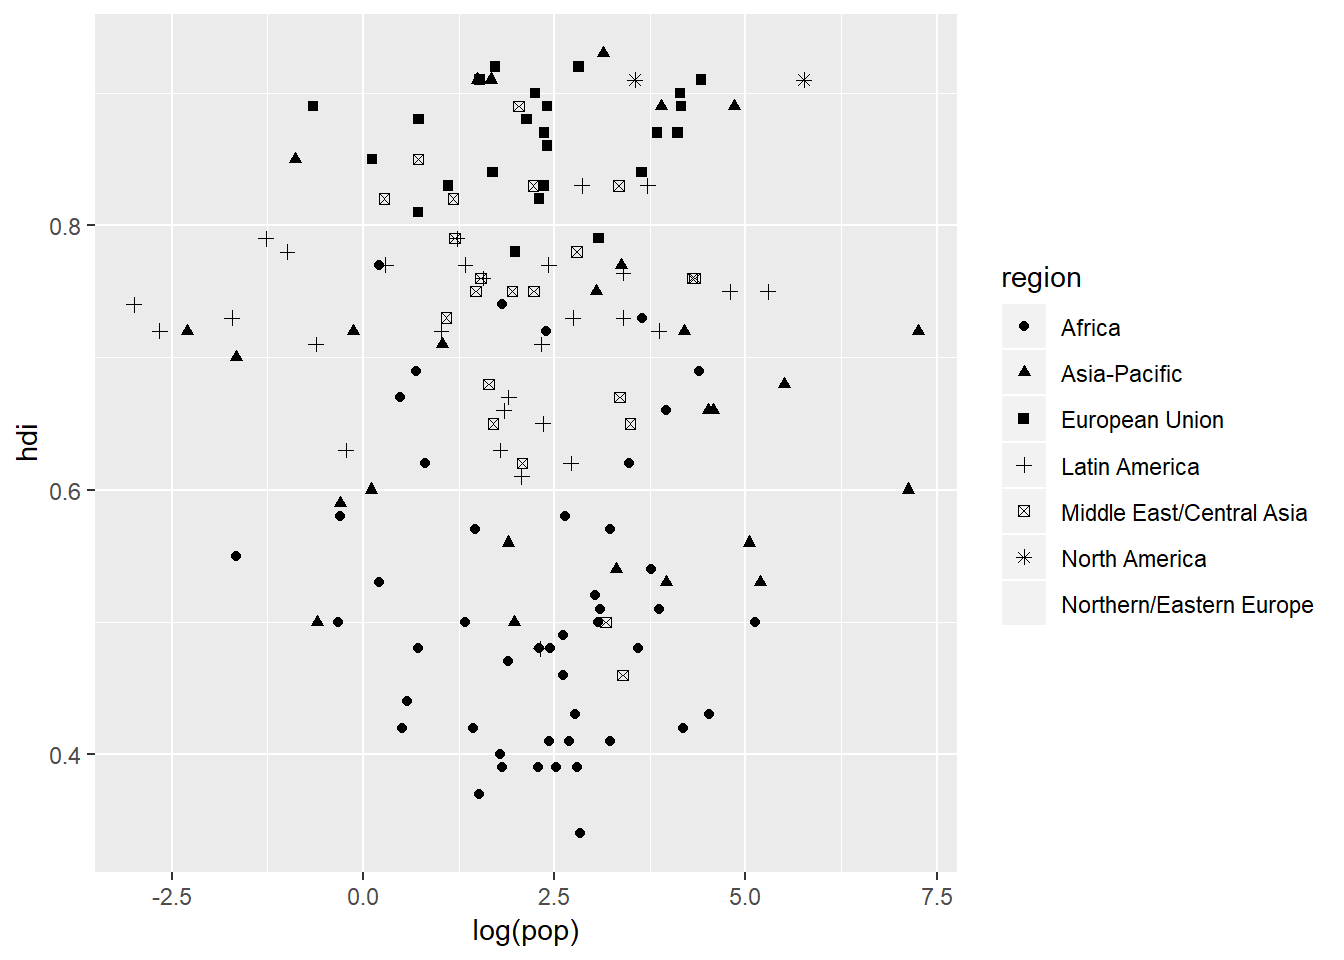 hdi
0.8
0.6
0.4
-2.5 0.0 2.5 5.0 7.5
log(pop)
region
Africa
Asia-Pacific
European Union
Latin America
Middle East/Central Asia
North America
Northern/Eastern Europe